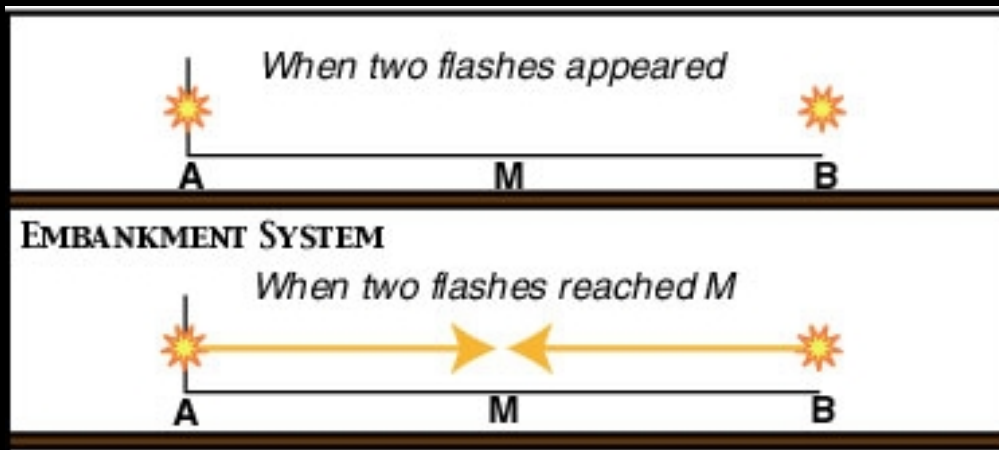 When two flashes appeared
A M B
EMBANKMENT SYSTEM
When two flashes reached M
A M B